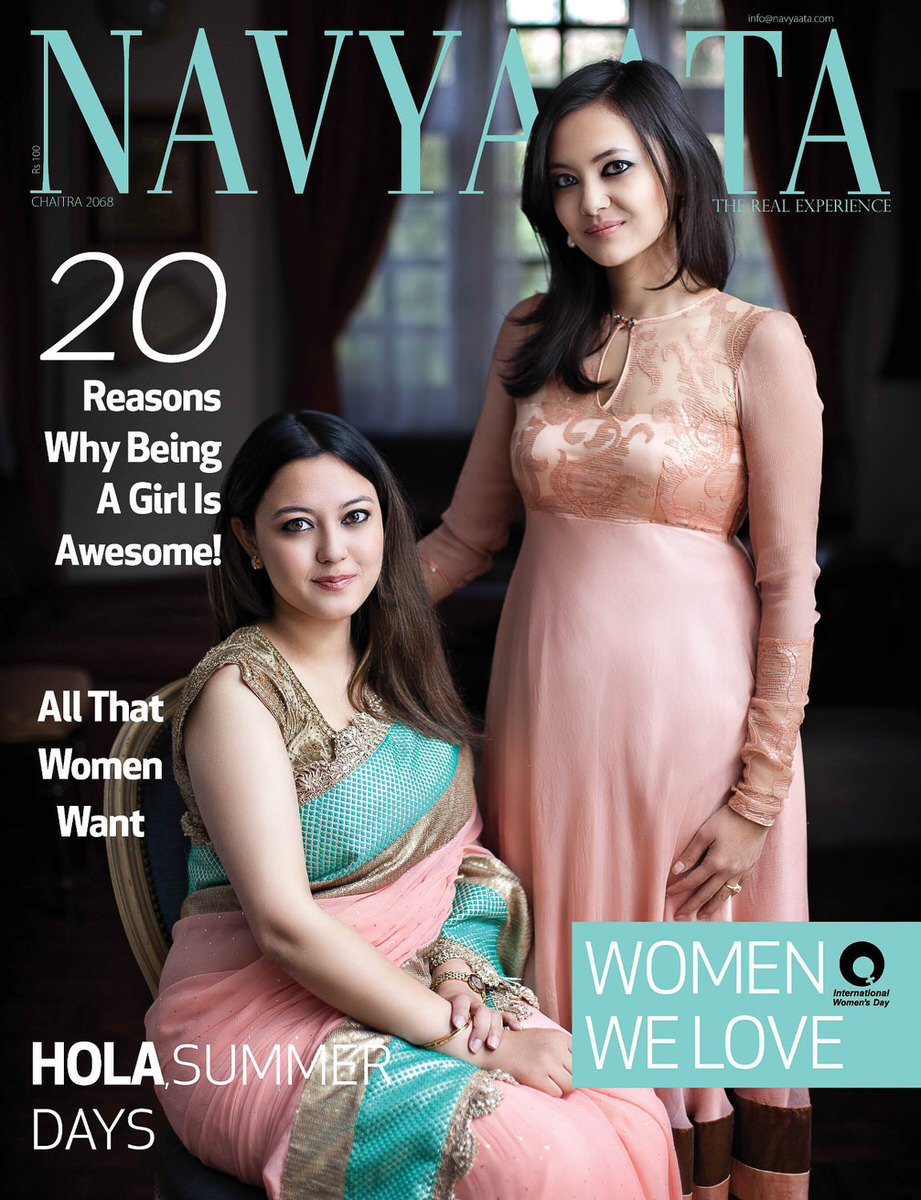 info@navyaata.com
NAVYAATA
Rs 100
CHAITRA 2068
THE REAL EXPERIENCE
20
Reasons
Why Being
A Girl Is
Awesome!
All That
Women
Want
WOMEN
WE LOVE
International
Women's Day
HOLA, SUMMER
DAYS